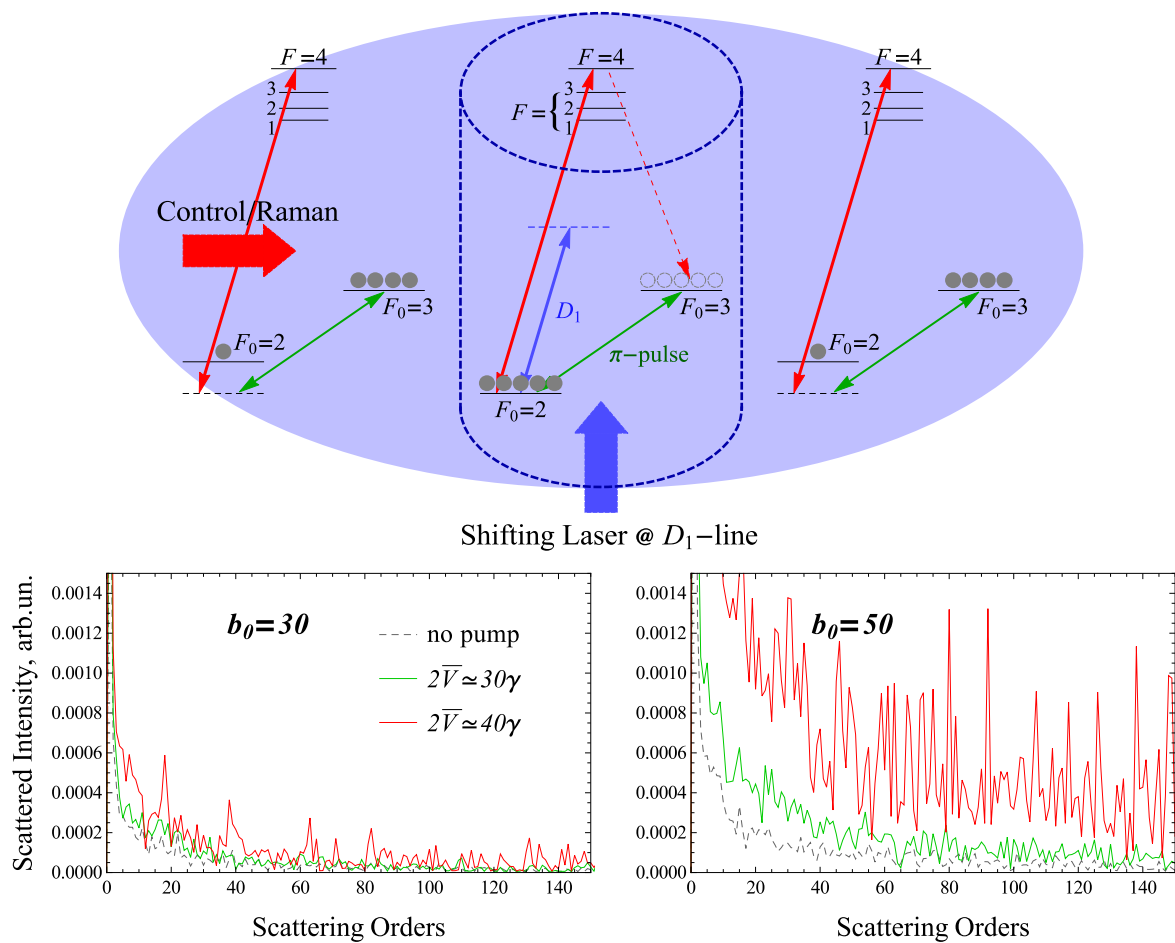 F=4
F=4
F=4
3
2
1
F={
3
2
1
3
2
1
Control/Raman
D₁
π−pulse
F₀=2
F₀=3
F₀=2
F₀=3
F₀=2
F₀=3
Shifting Laser @ D₁−line
Scattered Intensity, arb.un.
0.0014
0.0012
0.0010
0.0008
0.0006
0.0004
0.0002
0.0000
b₀=30
no pump
2V̅≃30γ
2V̅≃40γ
0 20 40 60 80 100 120 140
Scattering Orders
0.0014
0.0012
0.0010
0.0008
0.0006
0.0004
0.0002
0.0000
b₀=50
0 20 40 60 80 100 120 140
Scattering Orders